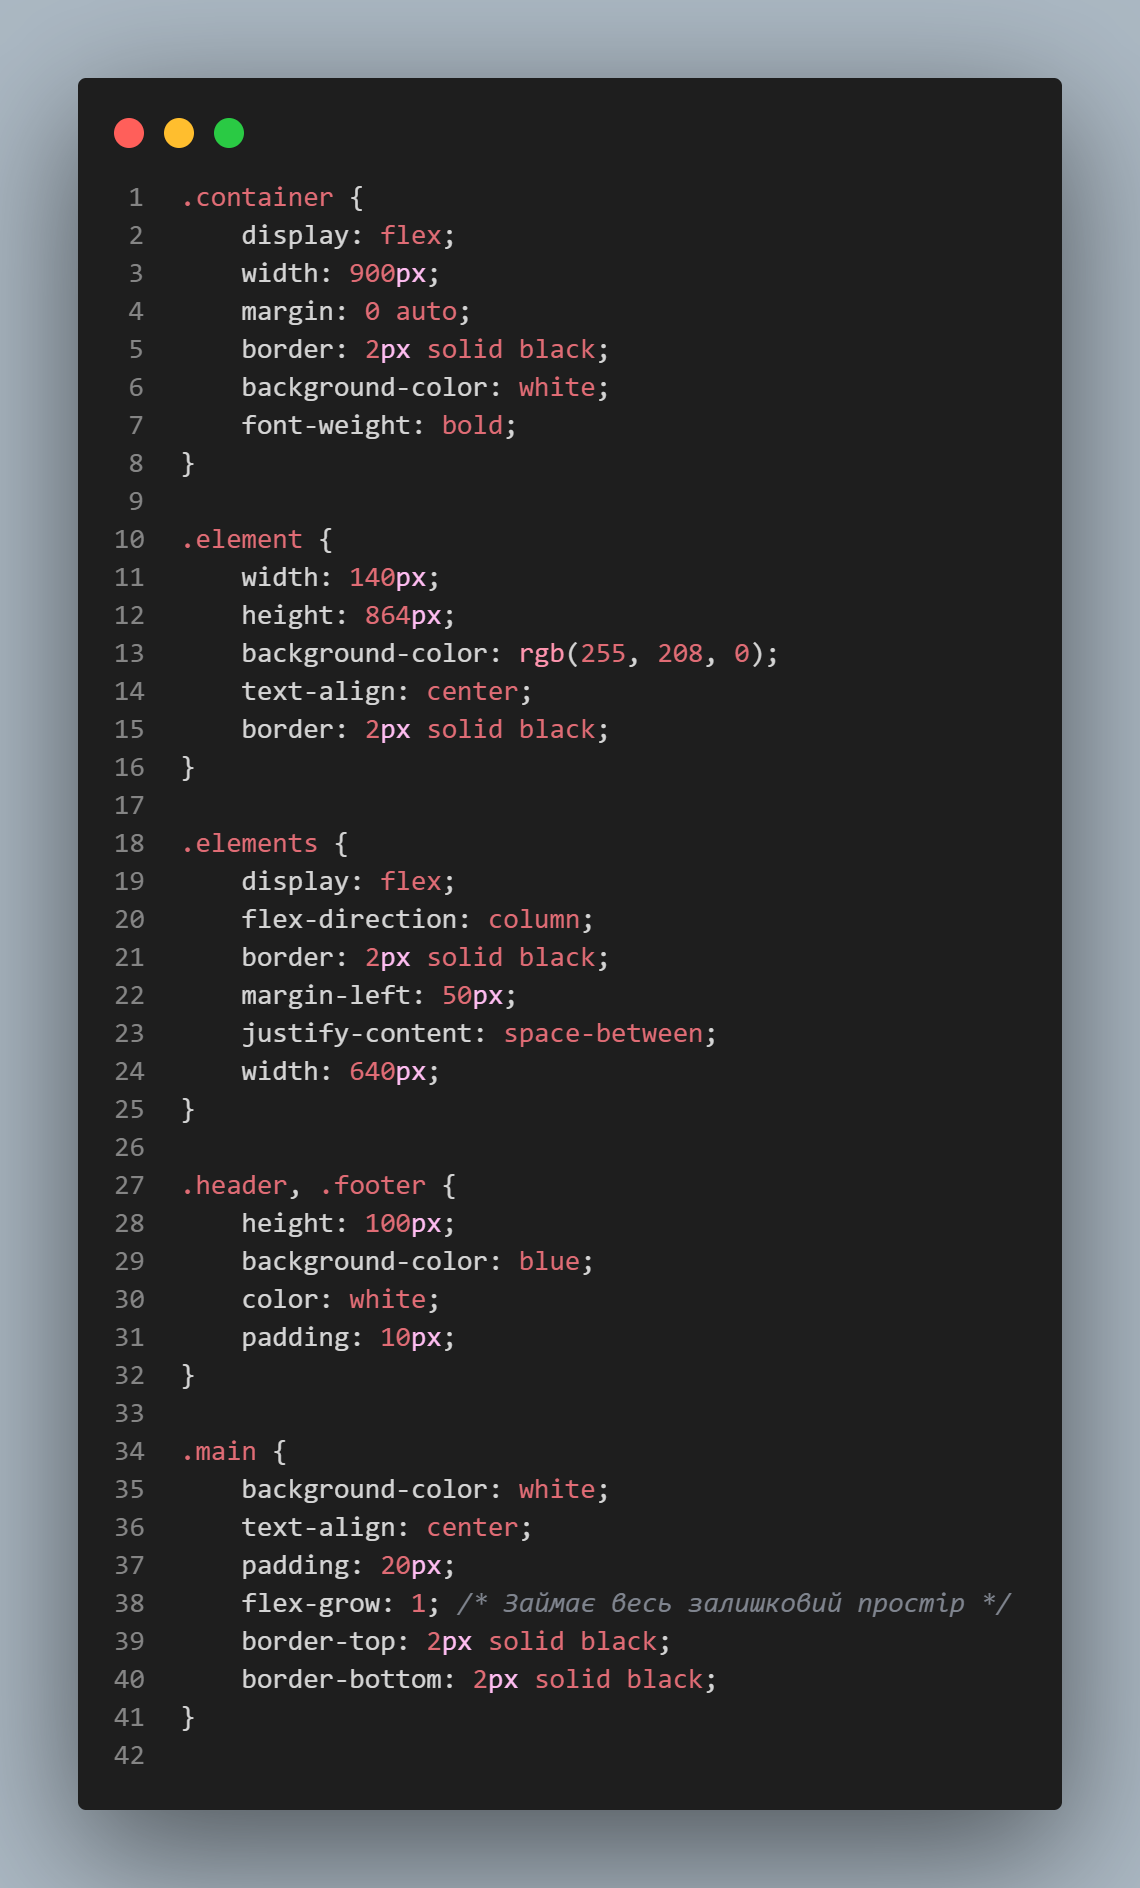 1 .container {
2     display: flex;
3     width: 900px;
4     margin: 0 auto;
5     border: 2px solid black;
6     background-color: white;
7     font-weight: bold;
8 }
9
10 .element {
11     width: 140px;
12     height: 864px;
13     background-color: rgb(255, 208, 0);
14     text-align: center;
15     border: 2px solid black;
16 }
17
18 .elements {
19     display: flex;
20     flex-direction: column;
21     border: 2px solid black;
22     margin-left: 50px;
23     justify-content: space-between;
24     width: 640px;
25 }
26
27 .header, .footer {
28     height: 100px;
29     background-color: blue;
30     color: white;
31     padding: 10px;
32 }
33
34 .main {
35     background-color: white;
36     text-align: center;
37     padding: 20px;
38     flex-grow: 1; /* Займає весь залишковий простір */
39     border-top: 2px solid black;
40     border-bottom: 2px solid black;
41 }
42